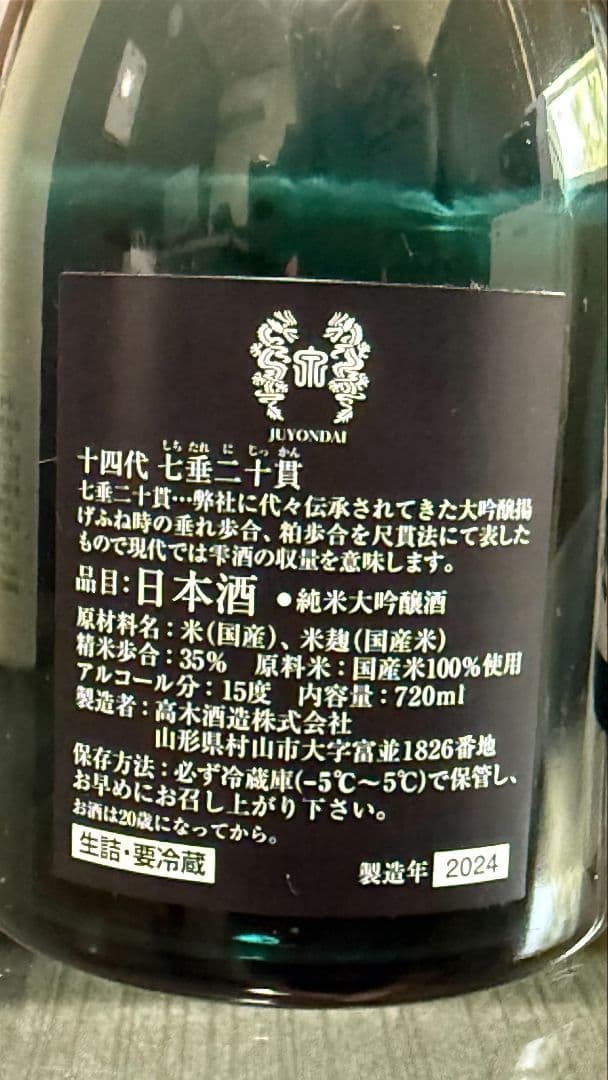 JUYONDAI
しちたれにじっかん
十四代 七垂二十貫
七垂二十貫…弊社に代々伝承されてきた大吟醸揚
げふね時の垂れ歩合、粕歩合を尺貫法にて表した
もので現代では雫酒の収量を意味します。
品目:日本酒 ●純米大吟醸酒
原材料名:米(国産)、米麹(国産米)
精米歩合:35% 原料米:国産米100%使用
アルコール分:15度 内容量:720ml
製造者:高木酒造株式会社
山形県村山市大字富並1826番地
保存方法:必ず冷蔵庫(-5℃~5℃)で保管し、
お早めにお召し上がり下さい。
お酒は20歳になってから。
生詰・要冷蔵
製造年 2024